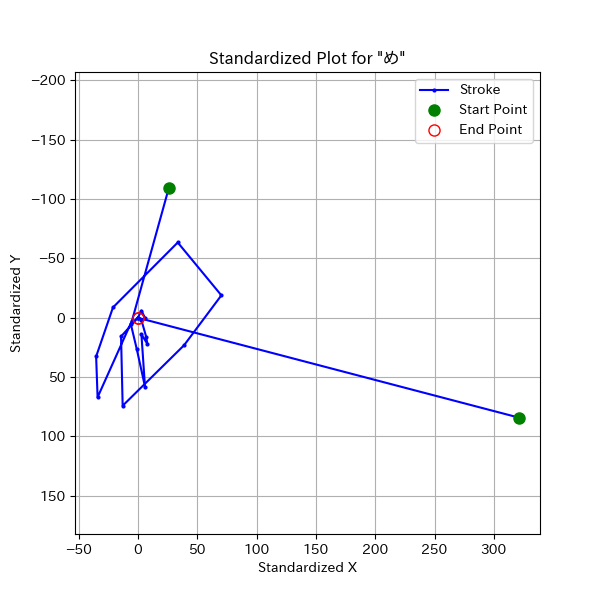 Standardized Plot for "め"
Stroke
Start Point
End Point
−200
−150
−100
−50
0
50
100
150
Standardized Y
−50
0
50
100
150
200
250
300
Standardized X